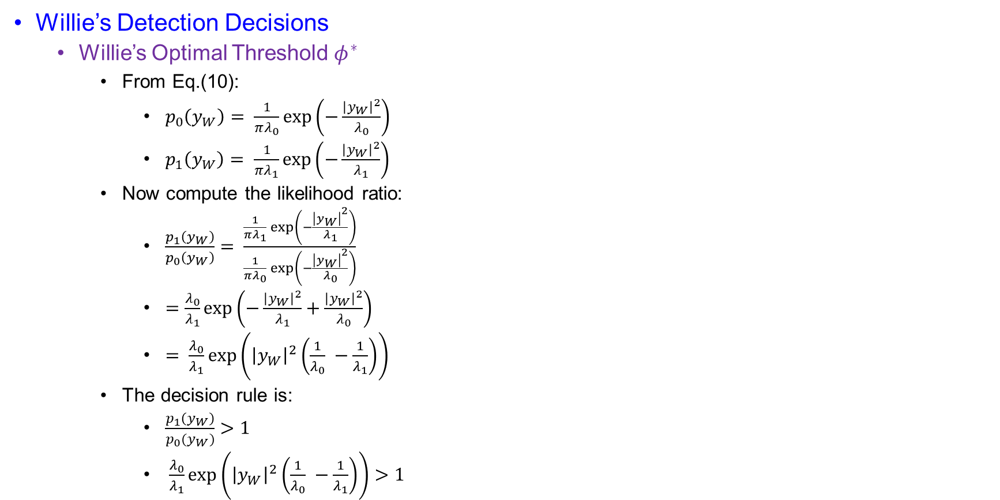 • Willie’s Detection Decisions
• Willie’s Optimal Threshold 𝜙*
• From Eq.(10):
• $p_0(y_W) = \frac{1}{\pi\lambda_0} \exp\left(-\frac{|y_W|^2}{\lambda_0}\right)$
• $p_1(y_W) = \frac{1}{\pi\lambda_1} \exp\left(-\frac{|y_W|^2}{\lambda_1}\right)$
• Now compute the likelihood ratio:
• $\frac{p_1(y_W)}{p_0(y_W)} = \frac{\frac{1}{\pi\lambda_1} \exp\left(-\frac{|y_W|^2}{\lambda_1}\right)}{\frac{1}{\pi\lambda_0} \exp\left(-\frac{|y_W|^2}{\lambda_0}\right)}$
• $= \frac{\lambda_0}{\lambda_1} \exp\left(-\frac{|y_W|^2}{\lambda_1} + \frac{|y_W|^2}{\lambda_0}\right)$
• $= \frac{\lambda_0}{\lambda_1} \exp\left(|y_W|^2 \left(\frac{1}{\lambda_0} - \frac{1}{\lambda_1}\right)\right)$
• The decision rule is:
• $\frac{p_1(y_W)}{p_0(y_W)} > 1$
• $\frac{\lambda_0}{\lambda_1} \exp\left(|y_W|^2 \left(\frac{1}{\lambda_0} - \frac{1}{\lambda_1}\right)\right) > 1$